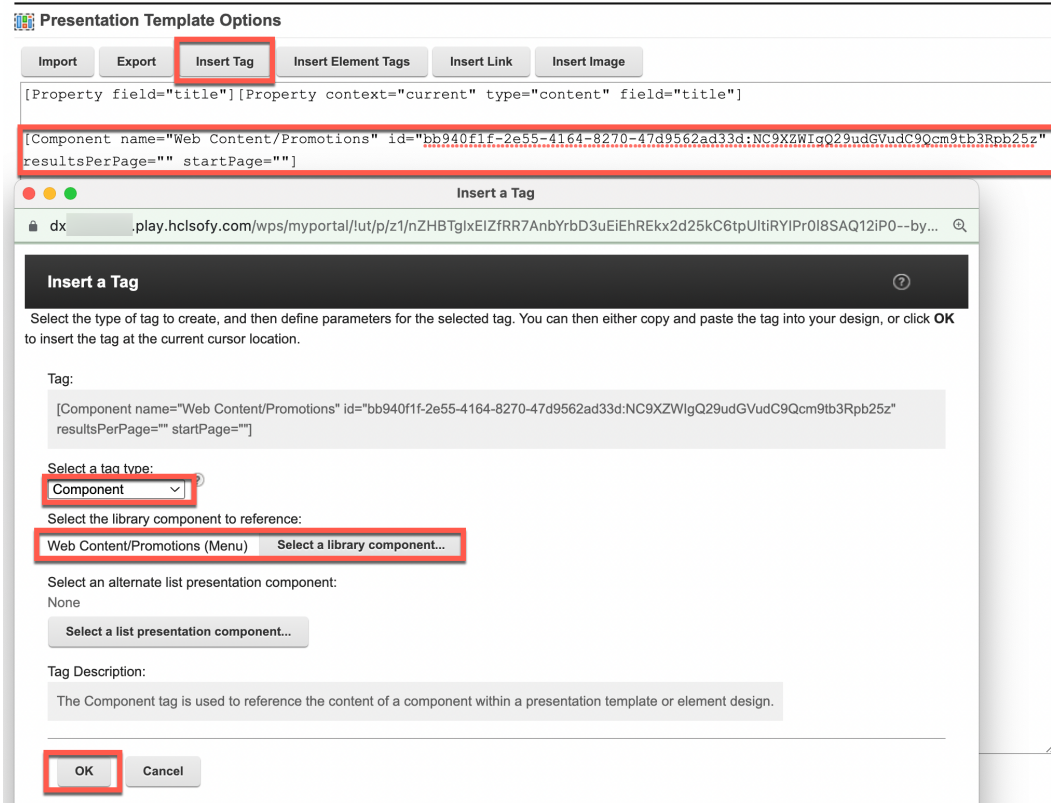 Presentation Template Options
Import Export Insert Tag Insert Element Tags Insert Link Insert Image
[Property field="title"][Property context="current" type="content" field="title"]
[Component name="Web Content/Promotions" id="bb940f1f-2e55-4164-8270-47d9562ad33d:NC9XZWIgQ29udGVudC9Qcm9tb3Rpb25z"
resultsPerPage="" startPage=""]
Insert a Tag
dx .play.hclsofy.com/wps/myportal/!ut/p/z1/nZHBTgIxEIZfRR7AnbYrbD3uEiEhREkx2d25kC6tpUltiRYIPr0l8SAQ12iP0--by...
Insert a Tag ?
Select the type of tag to create, and then define parameters for the selected tag. You can then either copy and paste the tag into your design, or click OK
to insert the tag at the current cursor location.
Tag:
[Component name="Web Content/Promotions" id="bb940f1f-2e55-4164-8270-47d9562ad33d:NC9XZWIgQ29udGVudC9Qcm9tb3Rpb25z"
resultsPerPage="" startPage=""]
Select a tag type:
Component ?
Select the library component to reference:
Web Content/Promotions (Menu) Select a library component...
Select an alternate list presentation component:
None
Select a list presentation component...
Tag Description:
The Component tag is used to reference the content of a component within a presentation template or element design.
OK Cancel